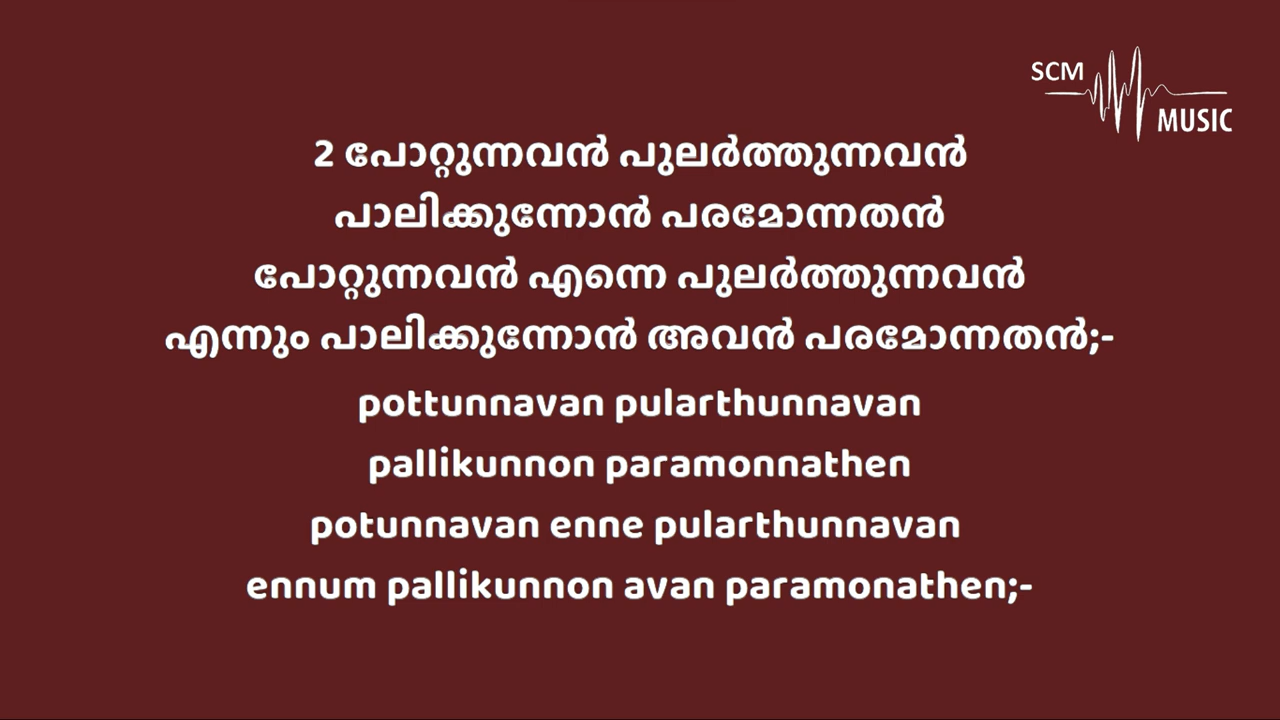 SCM
MUSIC
2 പോറ്റുന്നവൻ പുലർത്തുന്നവൻ
പാലിക്കുന്നോൻ പരമോന്നതൻ
പോറ്റുന്നവൻ എന്നെ പുലർത്തുന്നവൻ
എന്നും പാലിക്കുന്നോൻ അവൻ പരമോന്നതൻ;-
pottunnavan pularthunnavan
pallikunnon paramonnathen
potunnavan enne pularthunnavan
ennum pallikunnon avan paramonathen;-